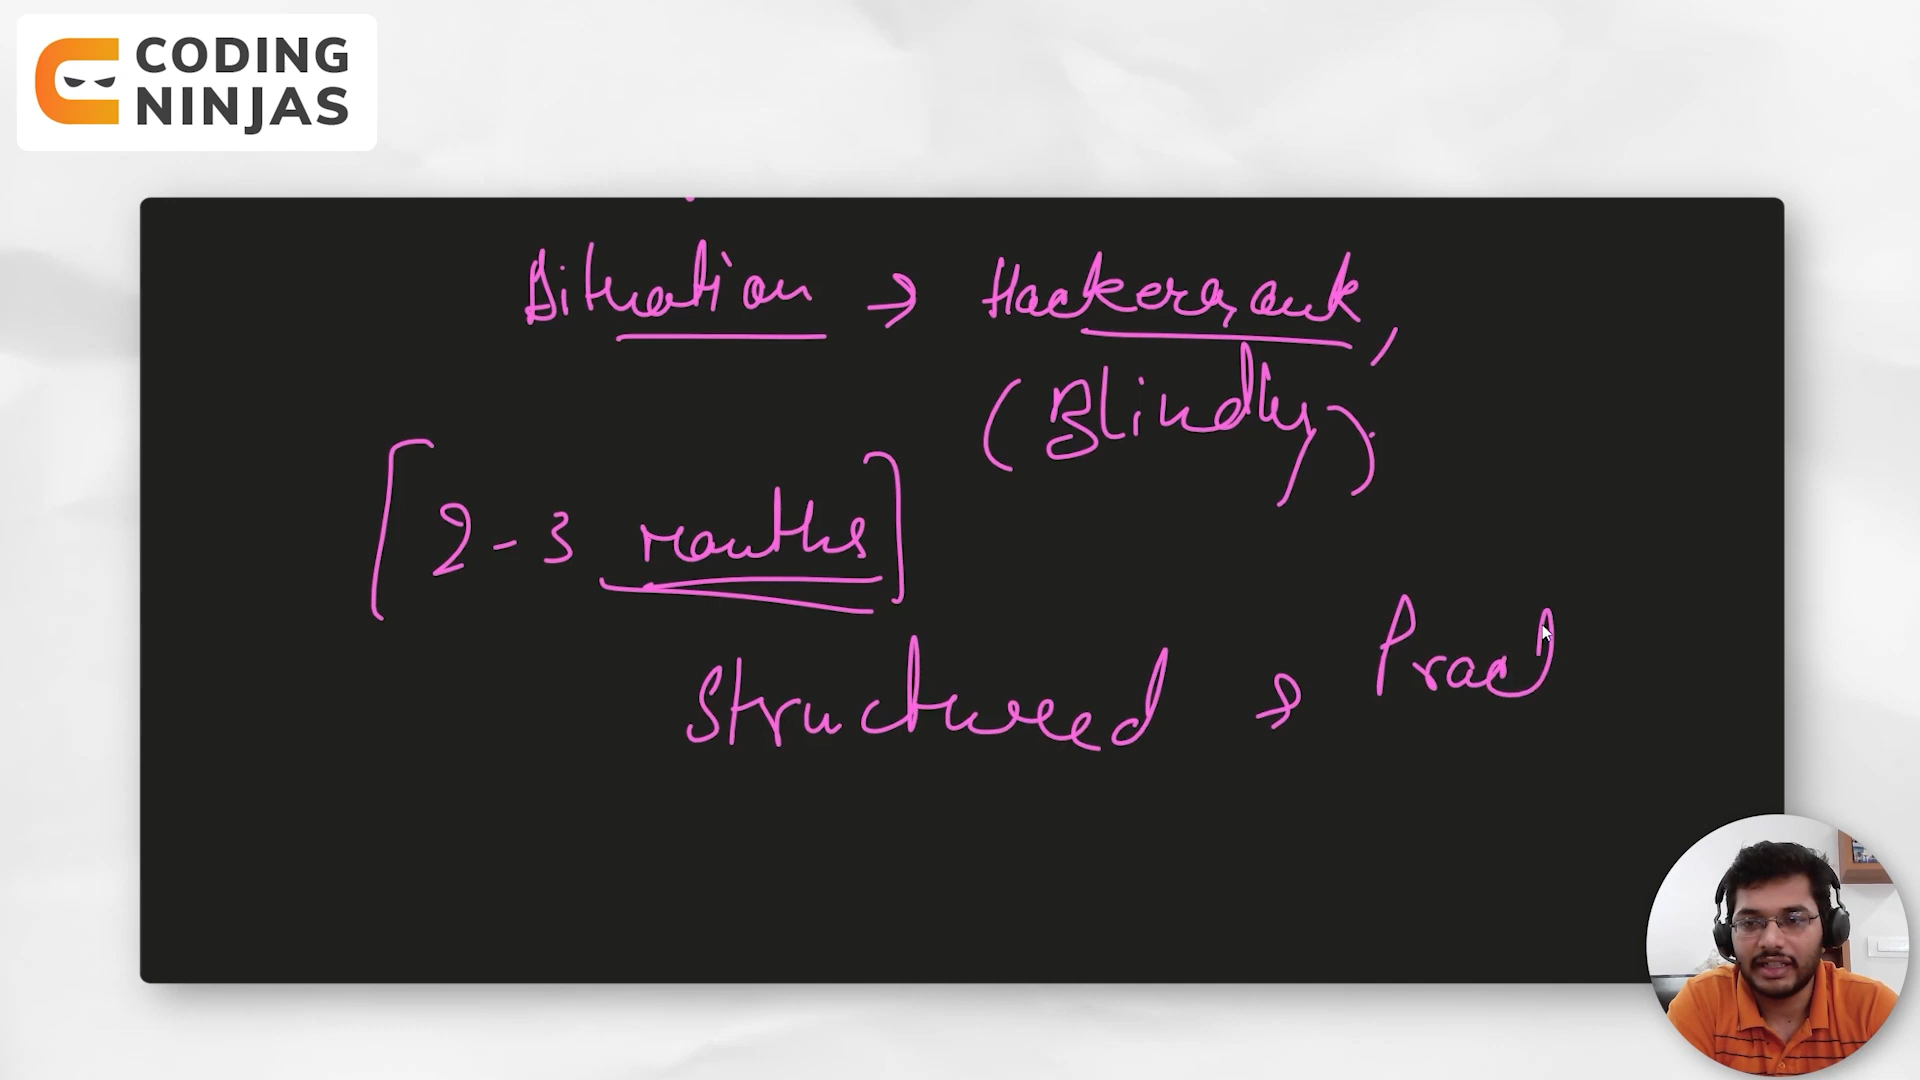 CODING
NINJAS
Situation → Hackerrank,
(Blindly).
[2-3 months]
Structured → Pract